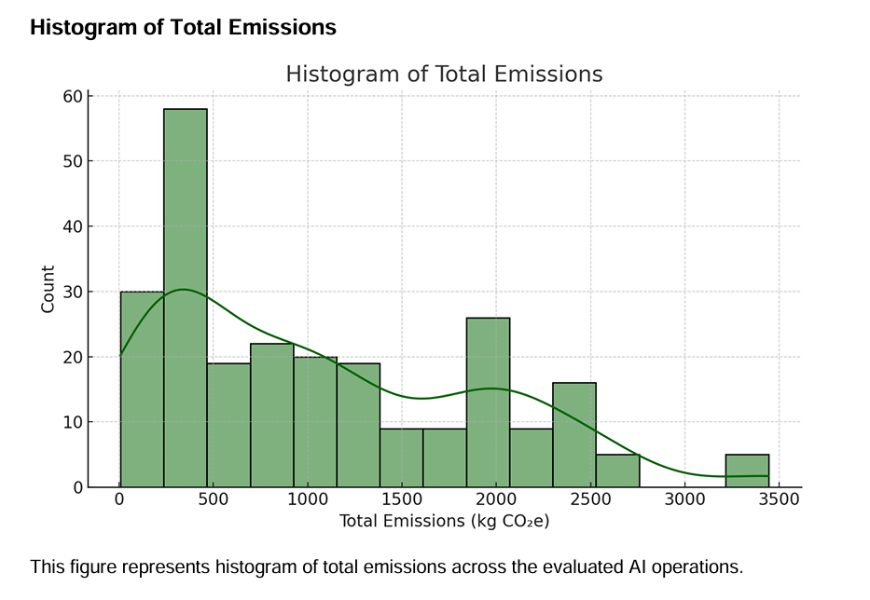 Histogram of Total Emissions
Histogram of Total Emissions
60
50
40
30
20
10
0
Count
0 500 1000 1500 2000 2500 3000 3500
Total Emissions (kg CO₂e)
This figure represents histogram of total emissions across the evaluated AI operations.